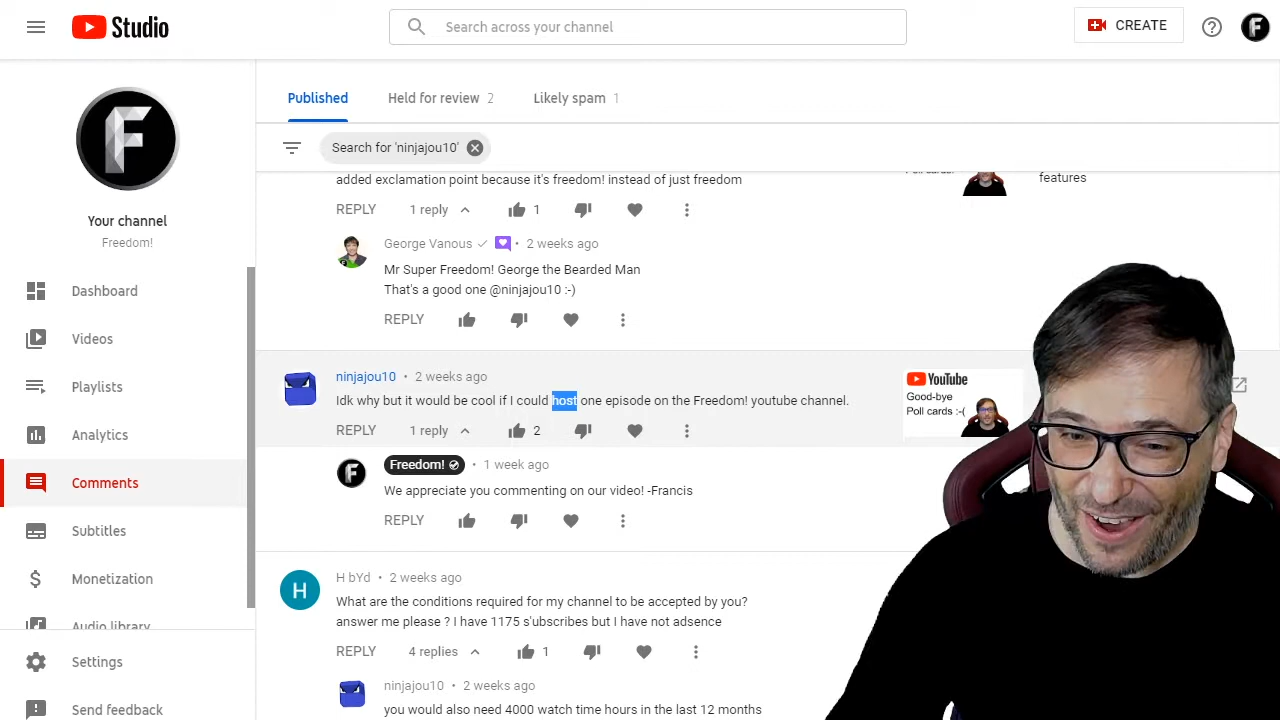 Studio
Search across your channel
CREATE
F
Your channel
Freedom!
Dashboard
Videos
Playlists
Analytics
Comments
Subtitles
Monetization
Audio library
Settings
Send feedback
Published
Held for review 2
Likely spam 1
Search for 'ninjajou10'
added exclamation point because it's freedom! instead of just freedom
features
REPLY 1 reply 1
George Vanous • 2 weeks ago
Mr Super Freedom! George the Bearded Man
That's a good one @ninjajou10 :-)
REPLY
ninjajou10 • 2 weeks ago
Idk why but it would be cool if I could host one episode on the Freedom! youtube channel.
REPLY 1 reply 2
YouTube
Good-bye
Poll cards :-(
Freedom! • 1 week ago
We appreciate you commenting on our video! -Francis
REPLY
H
H bYd • 2 weeks ago
What are the conditions required for my channel to be accepted by you?
answer me please ? I have 1175 s'ubscribes but I have not adsence
REPLY 4 replies 1
ninjajou10 • 2 weeks ago
you would also need 4000 watch time hours in the last 12 months